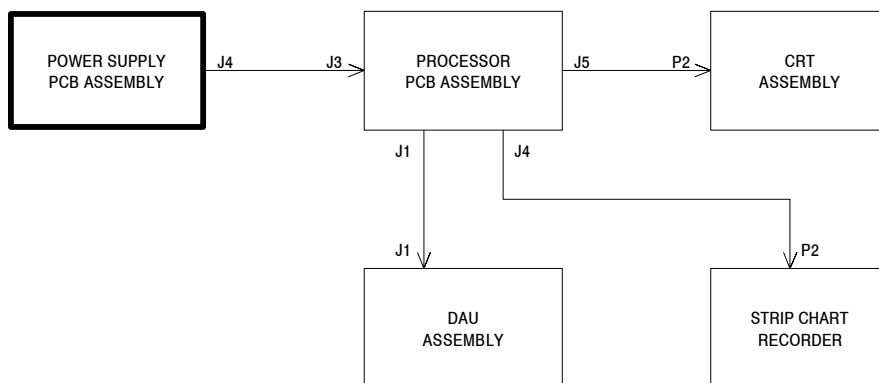 POWER SUPPLY
PCB ASSEMBLY
J4
J3
PROCESSOR
PCB ASSEMBLY
J5
P2
CRT
ASSEMBLY
J1
J4
J1
P2
DAU
ASSEMBLY
STRIP CHART
RECORDER